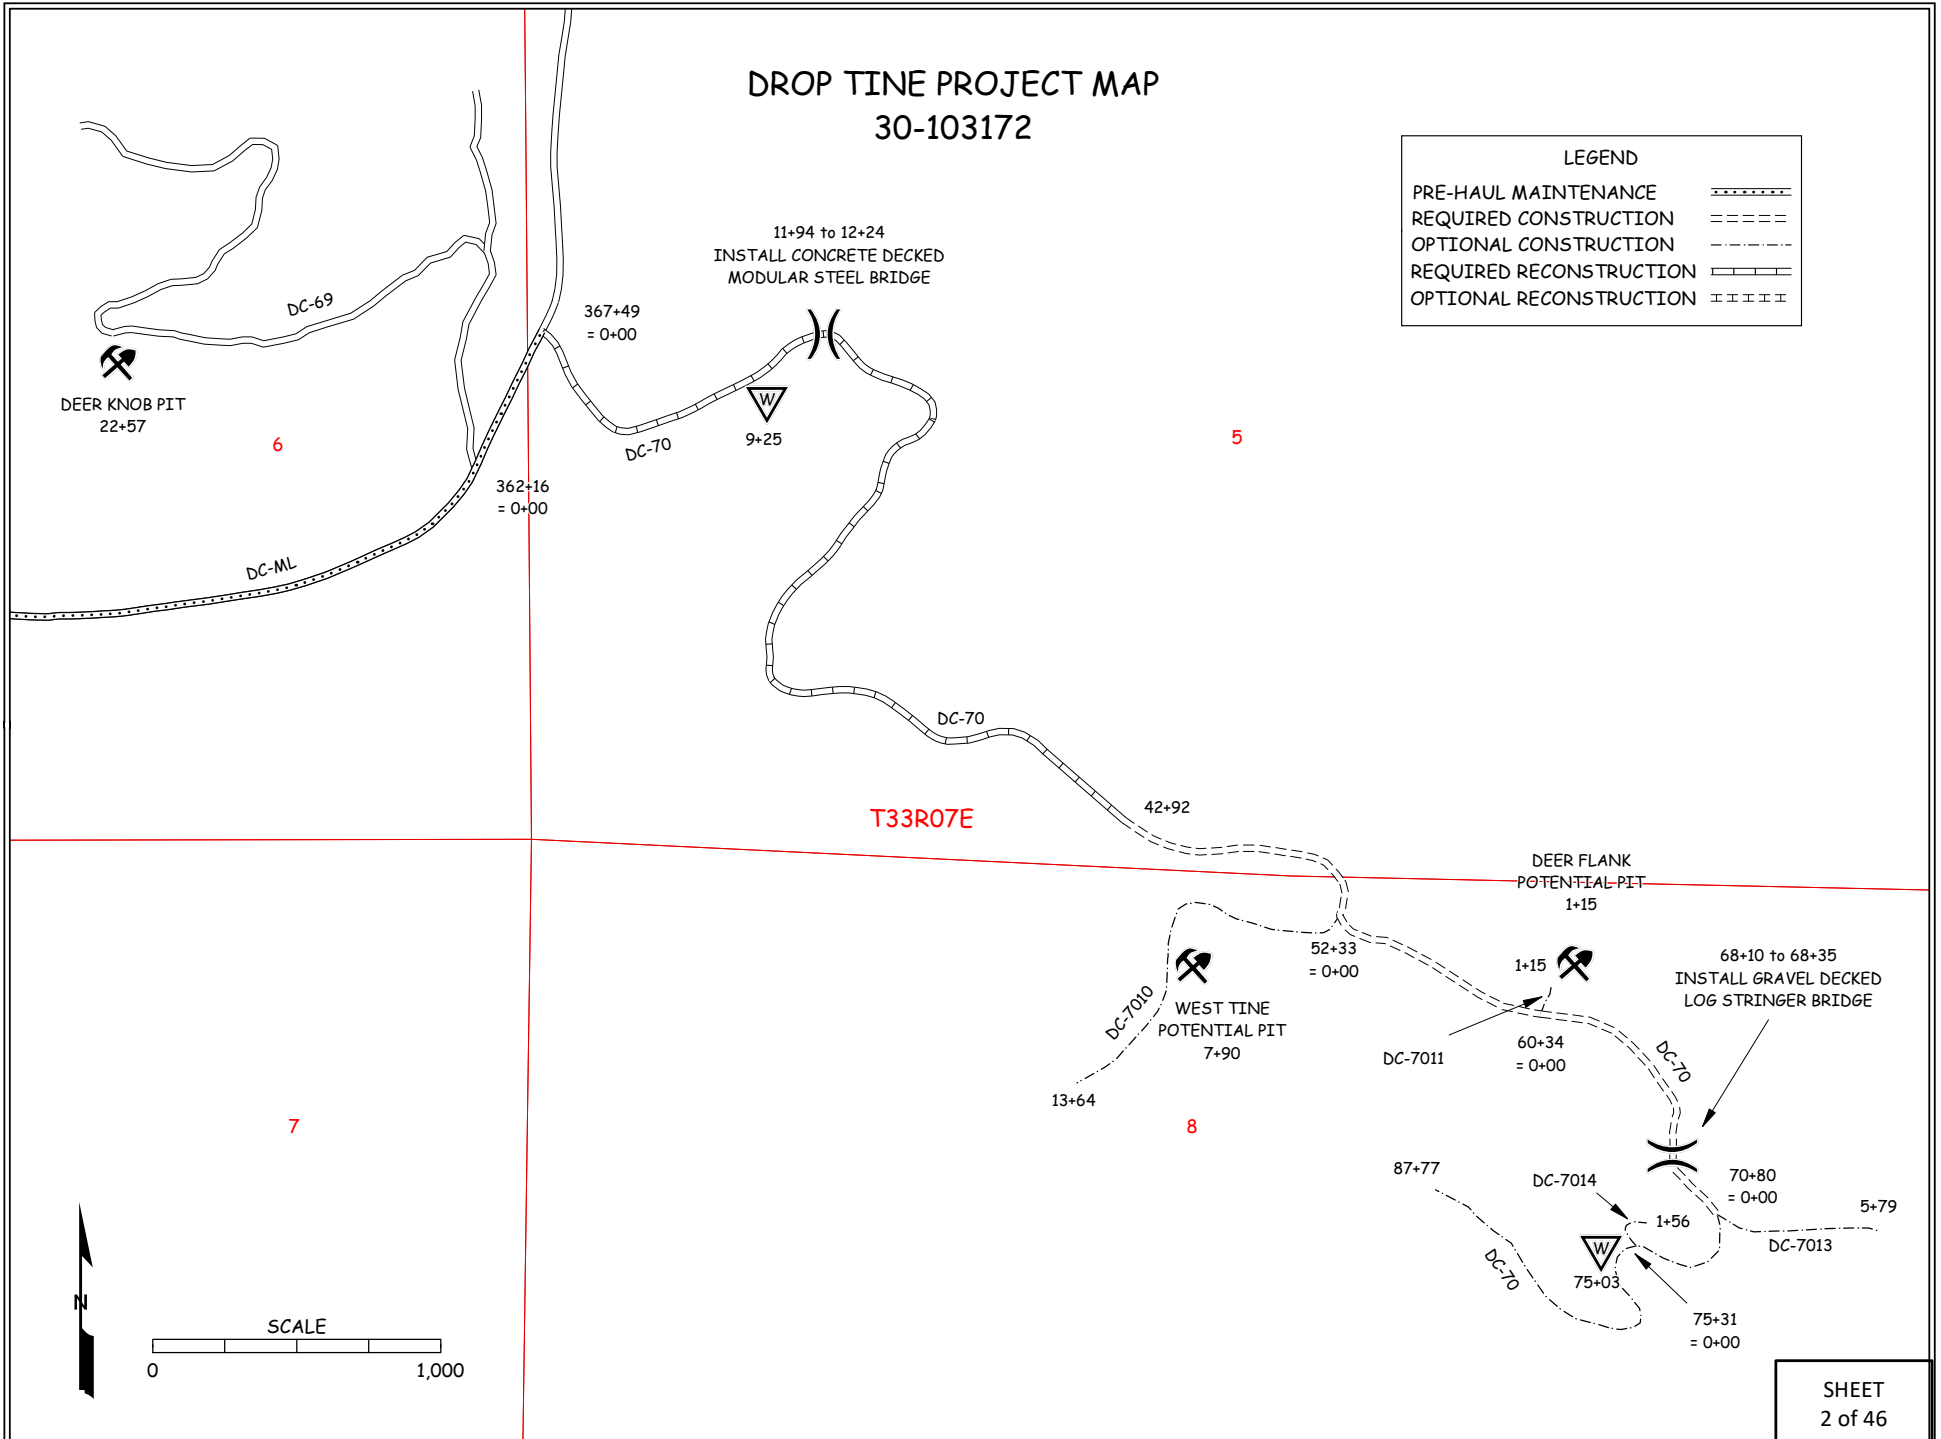 DROP TINE PROJECT MAP
30-103172
LEGEND
PRE-HAUL MAINTENANCE
REQUIRED CONSTRUCTION
OPTIONAL CONSTRUCTION
REQUIRED RECONSTRUCTION
OPTIONAL RECONSTRUCTION
11+94 to 12+24
INSTALL CONCRETE DECKED
MODULAR STEEL BRIDGE
DC-69
367+49
= 0+00
DEER KNOB PIT
22+57
6
W
9+25
DC-70
5
362+16
= 0+00
DC-ML
DC-70
42+92
T33R07E
DEER FLANK
POTENTIAL PIT
1+15
52+33
= 0+00
1+15
68+10 to 68+35
INSTALL GRAVEL DECKED
LOG STRINGER BRIDGE
DC-7010
WEST TINE
POTENTIAL PIT
7+90
DC-7011
60+34
= 0+00
DC-70
13+64
7
8
87+77
DC-7014
70+80
= 0+00
5+79
1+56
DC-7013
W
75+03
DC-70
75+31
= 0+00
N
SCALE
0
1,000
SHEET
2 of 46